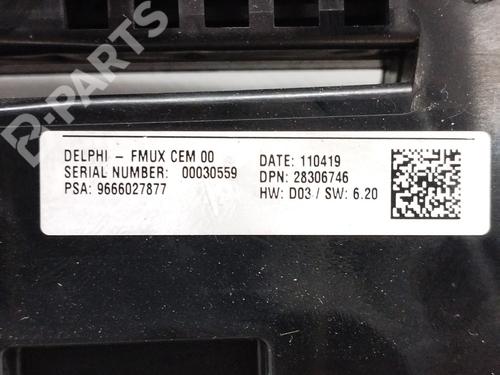 B-PARTS
DELPHI - FMUX CEM 00
SERIAL NUMBER: 00030559
PSA: 9666027877
DATE: 110419
DPN: 28306746
HW: D03 / SW: 6.20